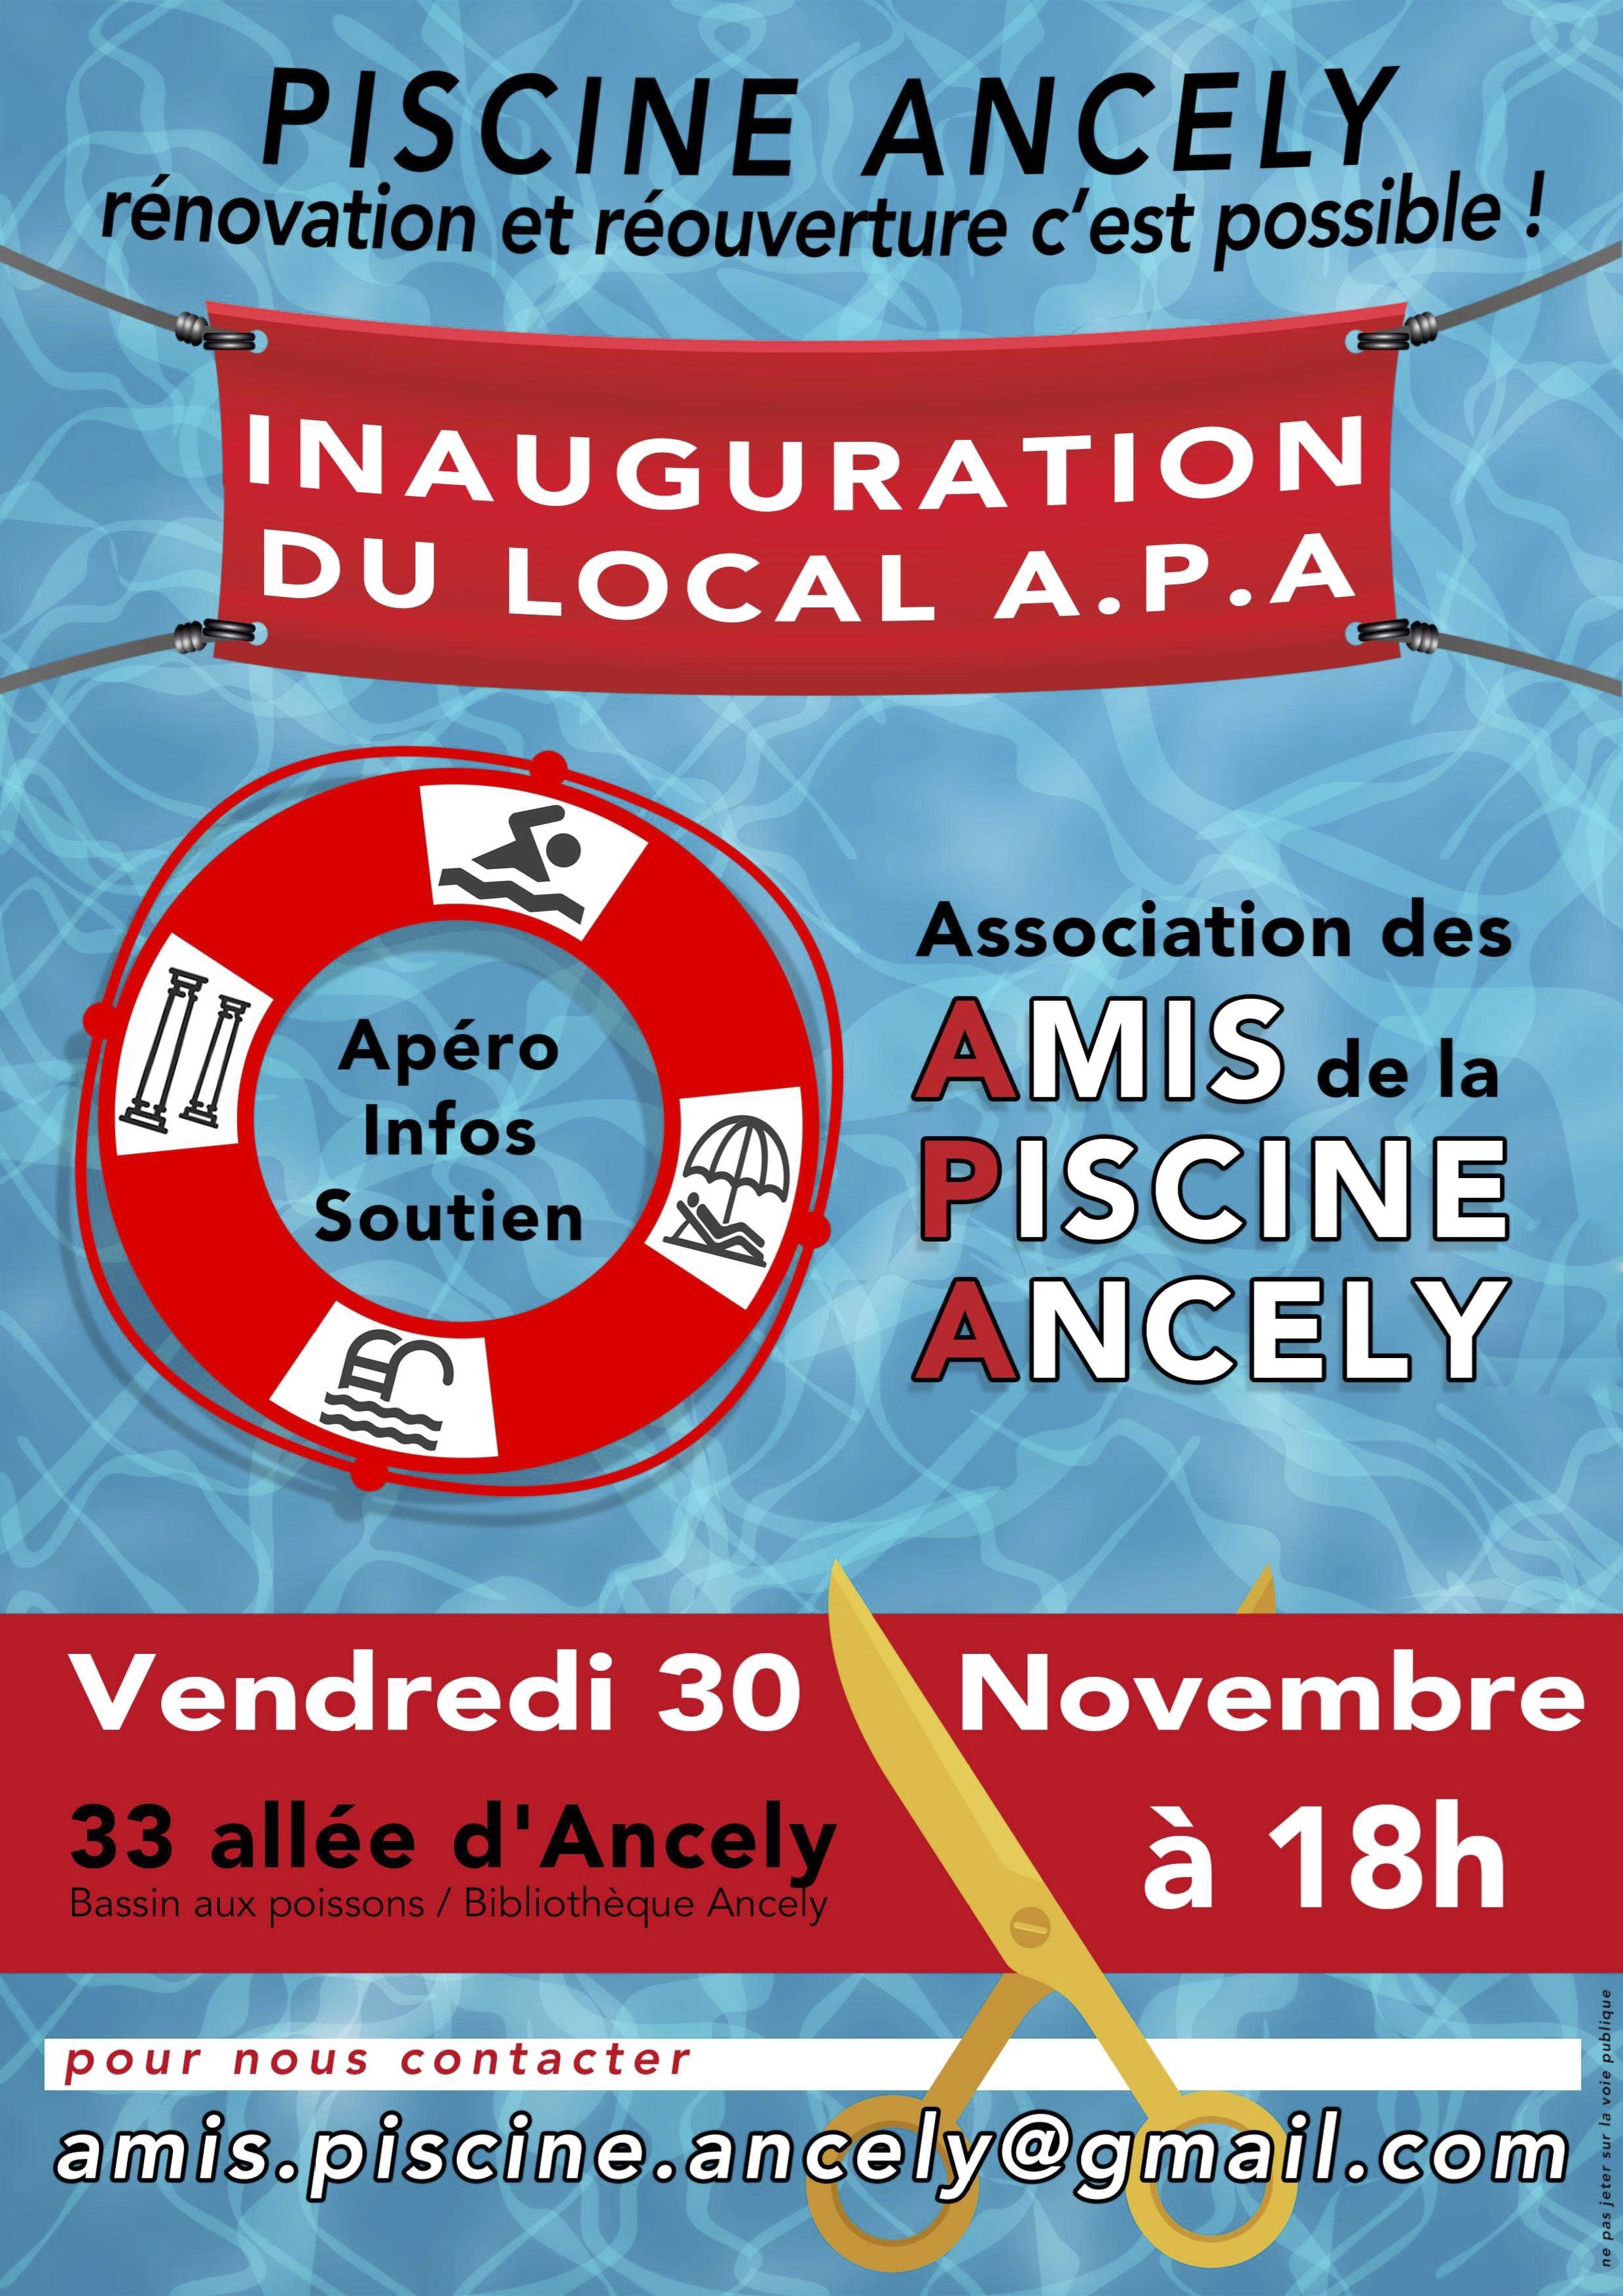 PISCINE ANCELY
rénovation et réouverture c'est possible !
INAUGURATION
DU LOCAL A.P.A
Apéro
Infos
Soutien
Association des
AMIS de la
PISCINE
ANCELY
Vendredi 30 Novembre
33 allée d'Ancely
Bassin aux poissons / Bibliothèque Ancely
à 18h
pour nous contacter
amis.piscine.ancely@gmail.com
ne pas jeter sur la voie publique